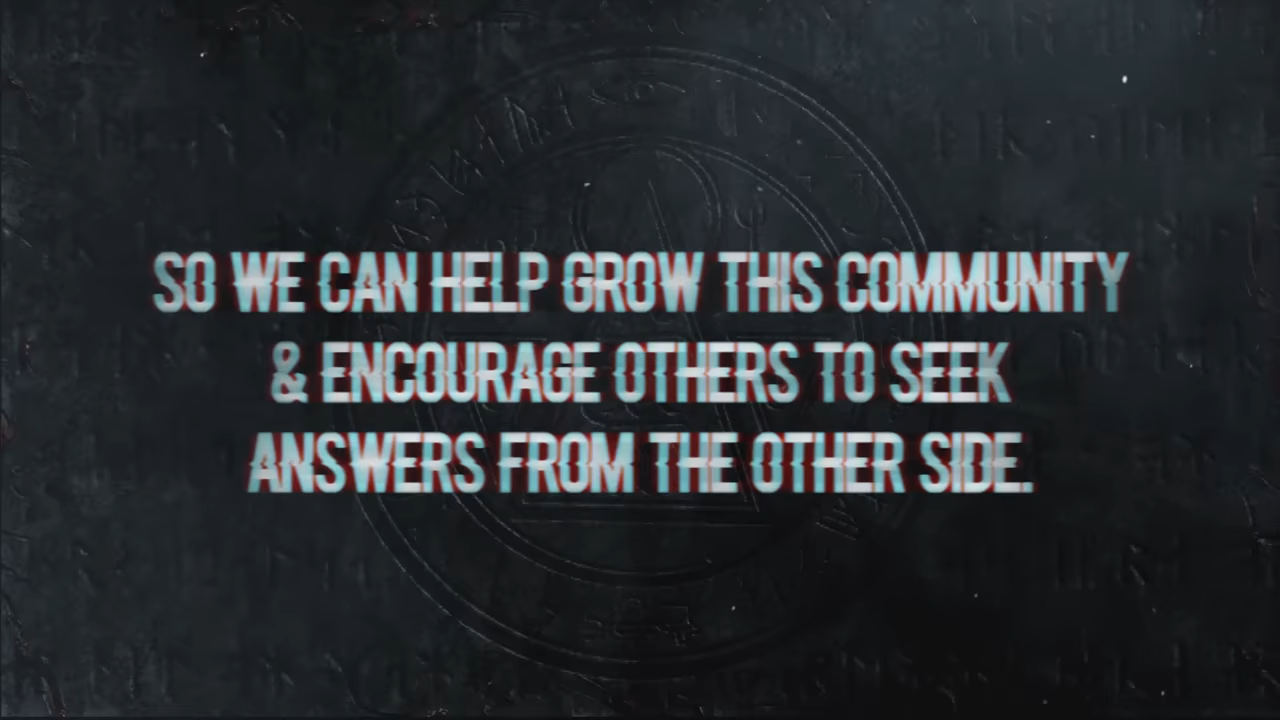 SO WE CAN HELP GROW THIS COMMUNITY
& ENCOURAGE OTHERS TO SEEK
ANSWERS FROM THE OTHER SIDE.